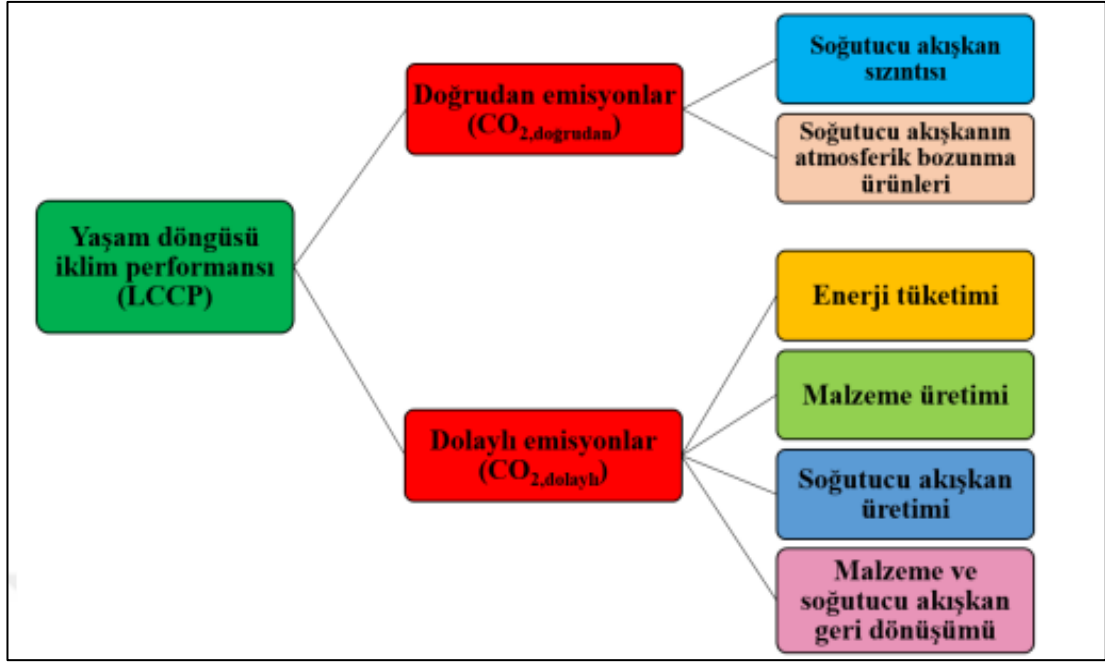 Yaşam döngüsü
iklim performansı
(LCCP)
Doğrudan emisyonlar
(CO2,doğrudan)
Soğutucu akışkan
sızıntısı
Soğutucu akışkanın
atmosferik bozunma
ürünleri
Dolaylı emisyonlar
(CO2,dolaylı)
Enerji tüketimi
Malzeme üretimi
Soğutucu akışkan
üretimi
Malzeme ve
soğutucu akışkan
geri dönüşümü